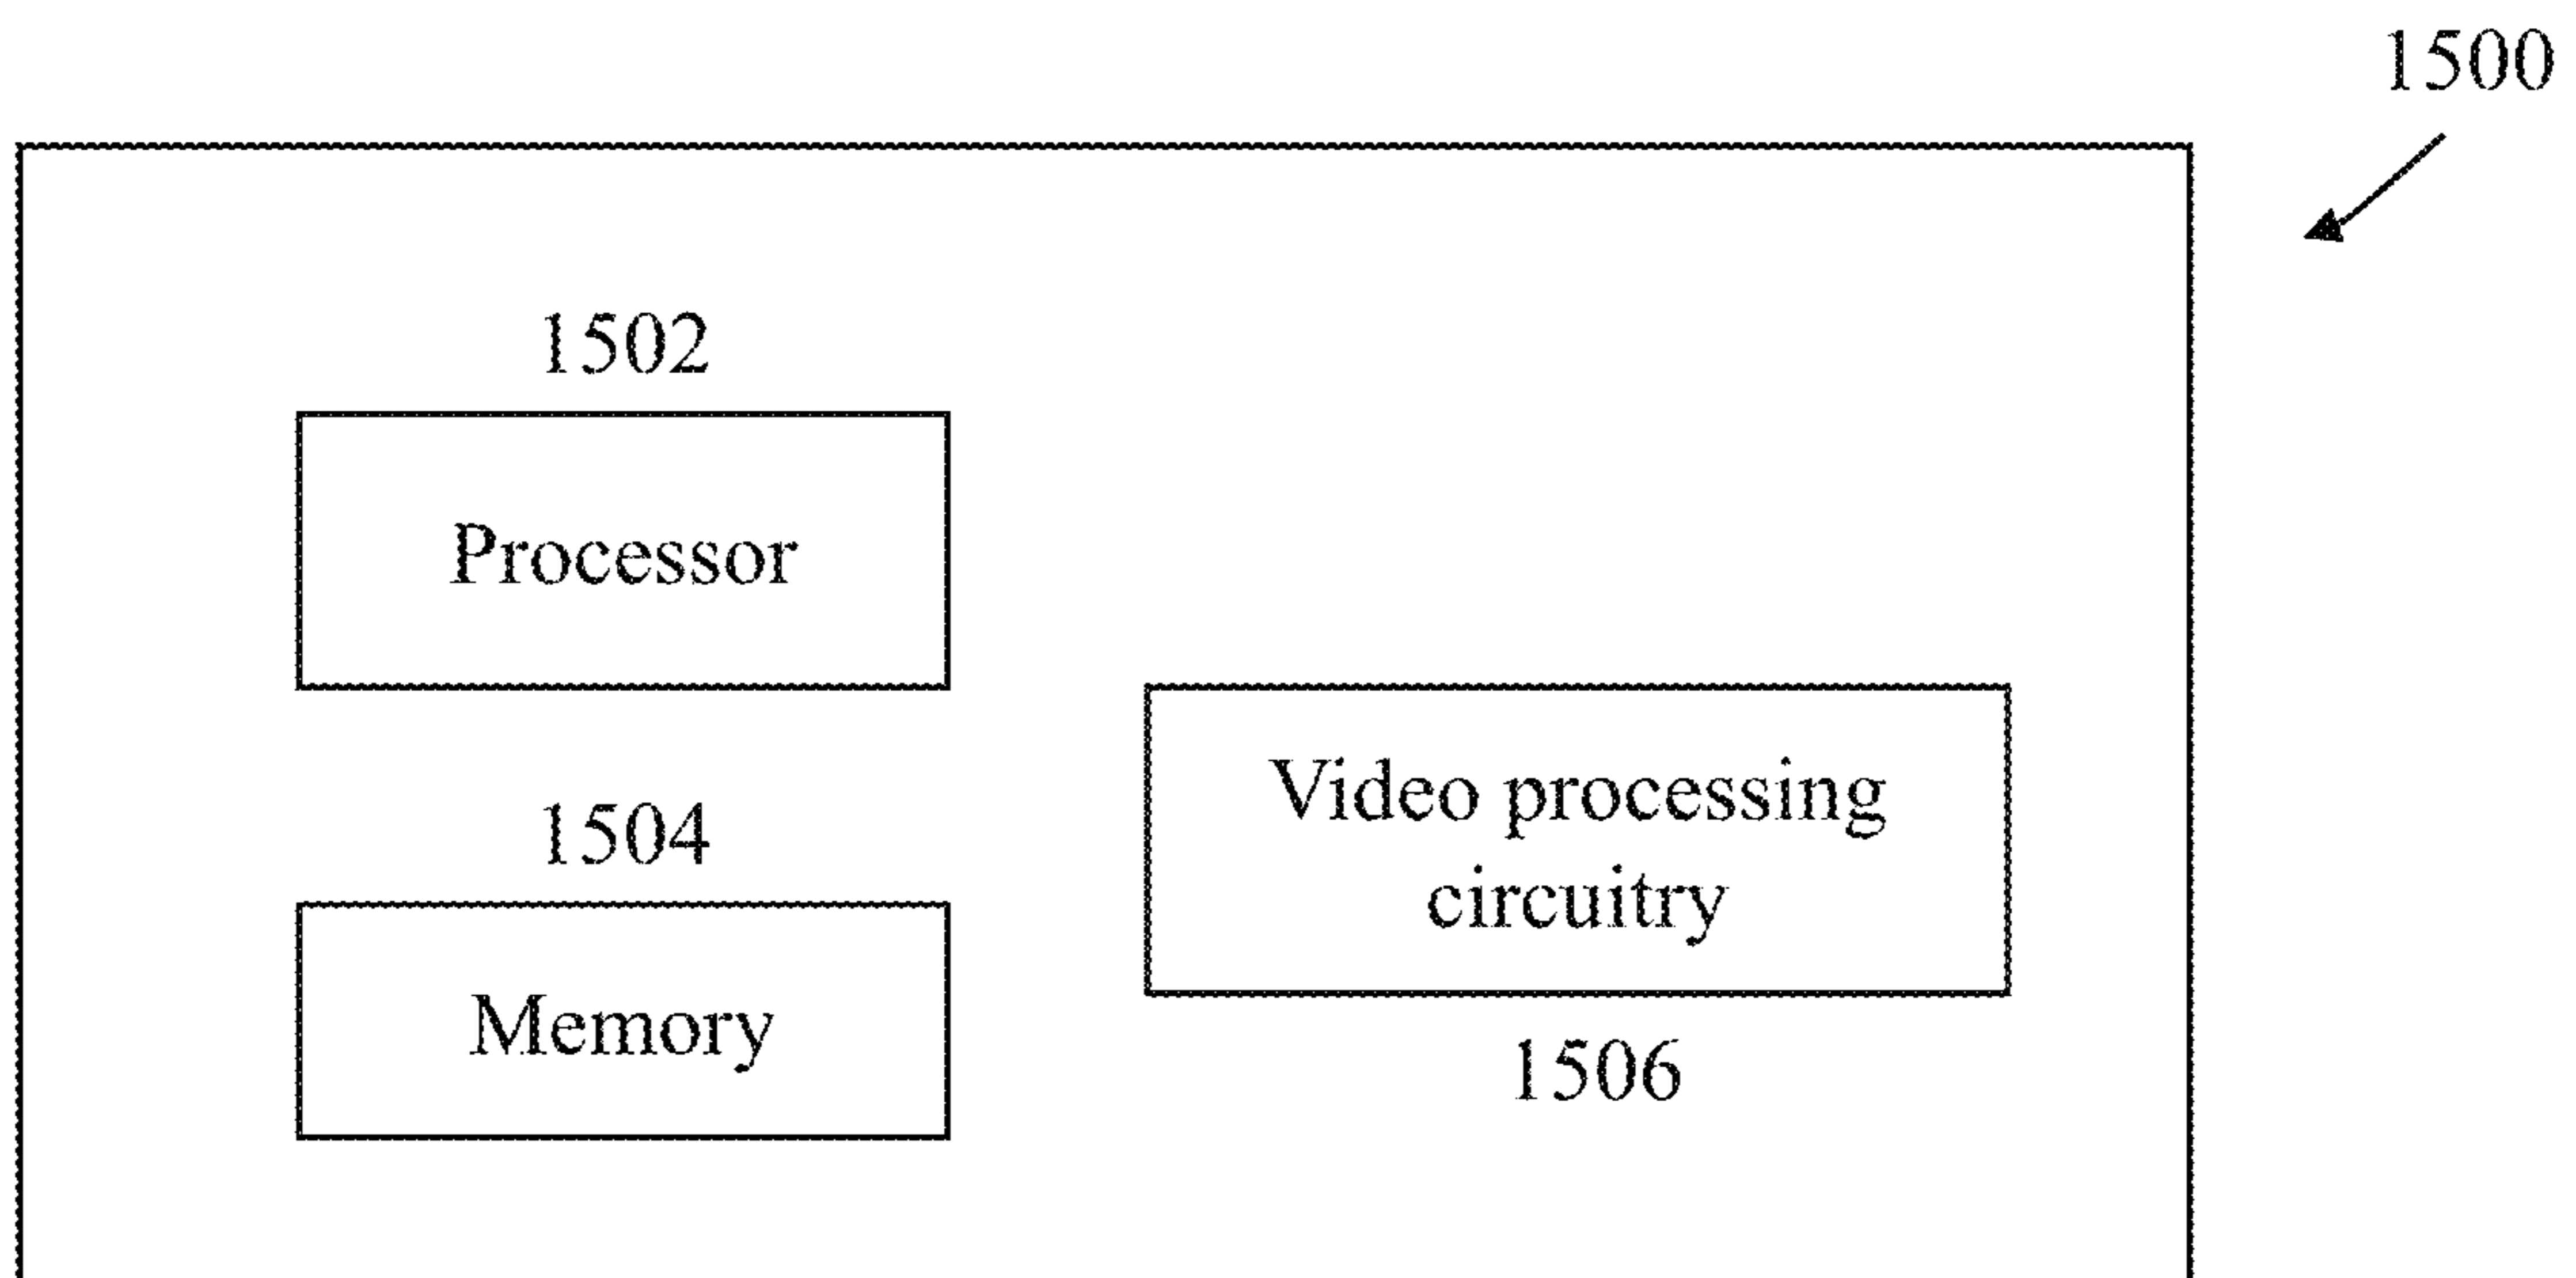 1500
1502
Processor
1504
Memory
Video processing
circuitry
1506